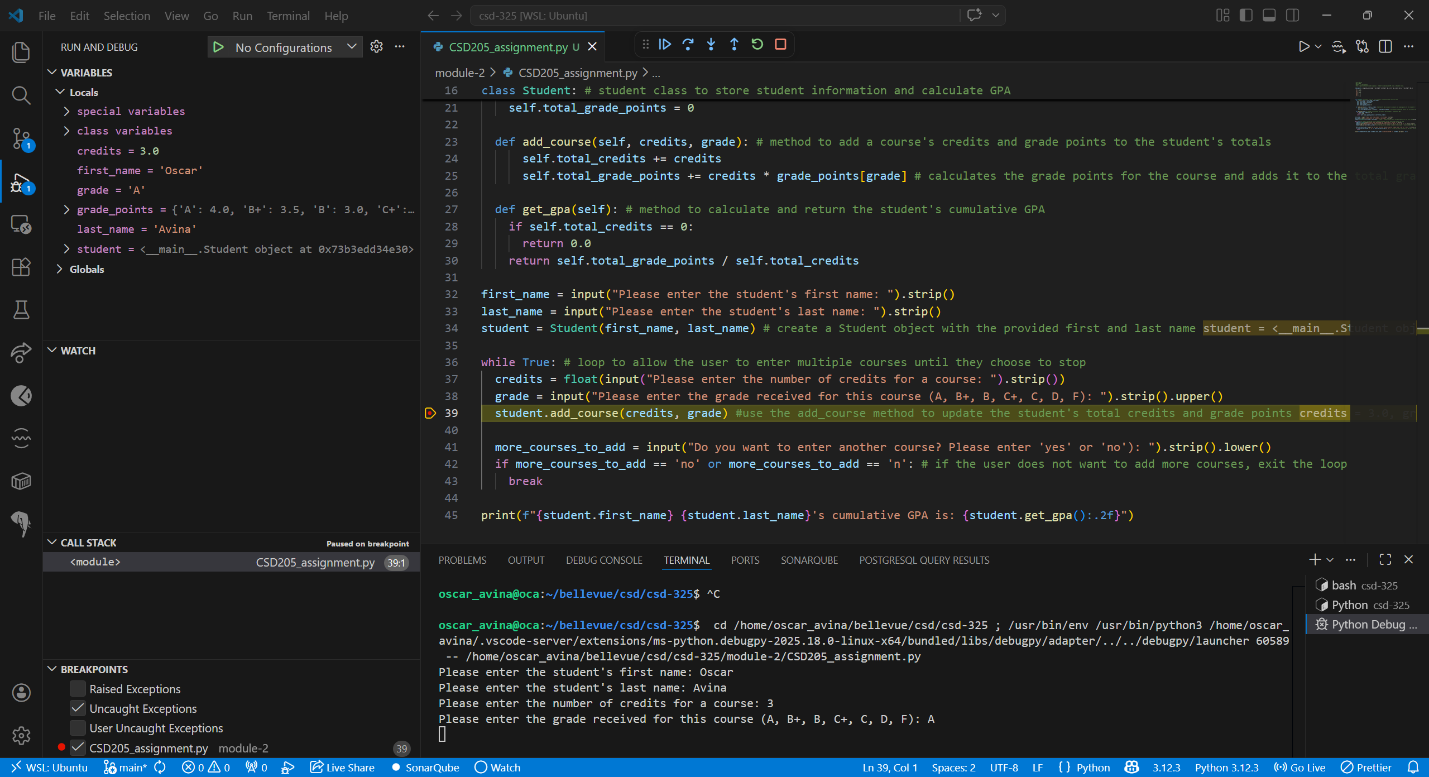 File Edit Selection View Go Run Terminal Help
csd-325 [WSL: Ubuntu]
RUN AND DEBUG No Configurations
CSD205_assignment.py U
module-2 > CSD205_assignment.py > ...
VARIABLES
Locals
special variables
class variables
credits = 3.0
first_name = 'Oscar'
grade = 'A'
grade_points = {'A': 4.0, 'B+': 3.5, 'B': 3.0, 'C+':...
last_name = 'Avina'
student = <__main__.Student object at 0x73b3edd34e30>
Globals
WATCH
CALL STACK Paused on breakpoint
<module> CSD205_assignment.py 39:1
BREAKPOINTS
Raised Exceptions
Uncaught Exceptions
User Uncaught Exceptions
CSD205_assignment.py module-2 39
1
1
16 class Student: # student class to store student information and calculate GPA
21 self.total_grade_points = 0
22
23 def add_course(self, credits, grade): # method to add a course's credits and grade points to the student's totals
24 self.total_credits += credits
25 self.total_grade_points += credits * grade_points[grade] # calculates the grade points for the course and adds it to the total gra
26
27 def get_gpa(self): # method to calculate and return the student's cumulative GPA
28 if self.total_credits == 0:
29 return 0.0
30 return self.total_grade_points / self.total_credits
31
32 first_name = input("Please enter the student's first name: ").strip()
33 last_name = input("Please enter the student's last name: ").strip()
34 student = Student(first_name, last_name) # create a Student object with the provided first and last name student = <__main__.Student obj
35
36 while True: # loop to allow the user to enter multiple courses until they choose to stop
37 credits = float(input("Please enter the number of credits for a course: ").strip())
38 grade = input("Please enter the grade received for this course (A, B+, B, C+, C, D, F): ").strip().upper()
39 student.add_course(credits, grade) #use the add_course method to update the student's total credits and grade points credits = 3.0, gr
40
41 more_courses_to_add = input("Do you want to enter another course? Please enter 'yes' or 'no'): ").strip().lower()
42 if more_courses_to_add == 'no' or more_courses_to_add == 'n': # if the user does not want to add more courses, exit the loop
43 break
44
45 print(f"{student.first_name} {student.last_name}'s cumulative GPA is: {student.get_gpa():.2f}")
PROBLEMS OUTPUT DEBUG CONSOLE TERMINAL PORTS SONARQUBE POSTGRESQL QUERY RESULTS
oscar_avina@oca:~/bellevue/csd/csd-325$ ^C
oscar_avina@oca:~/bellevue/csd/csd-325$ cd /home/oscar_avina/bellevue/csd/csd-325 ; /usr/bin/env /usr/bin/python3 /home/oscar_
avina/.vscode-server/extensions/ms-python.debugpy-2025.18.0-linux-x64/bundled/libs/debugpy/adapter/../../debugpy/launcher 60589
-- /home/oscar_avina/bellevue/csd/csd-325/module-2/CSD205_assignment.py
Please enter the student's first name: Oscar
Please enter the student's last name: Avina
Please enter the number of credits for a course: 3
Please enter the grade received for this course (A, B+, B, C+, C, D, F): A
bash csd-325
Python csd-325
Python Debug ...
WSL: Ubuntu main* 0 0 0 Live Share SonarQube Watch Ln 39, Col 1 Spaces: 2 UTF-8 LF { } Python 3.12.3 Python 3.12.3 Go Live Prettier